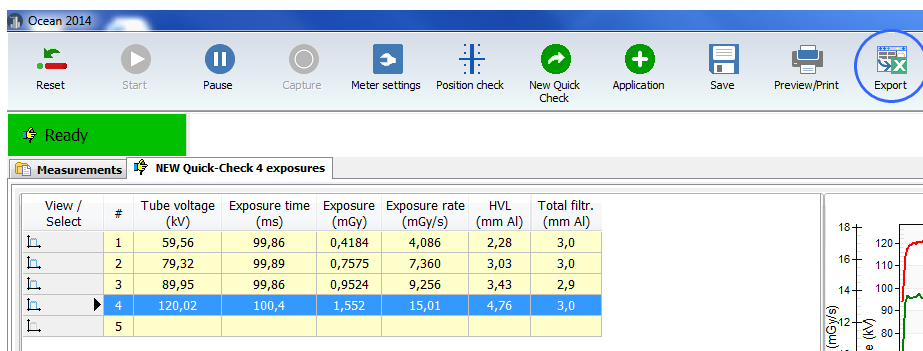 Ocean 2014
Reset Start Pause Capture Meter settings Position check New Quick Check Application Save Preview/Print Export
Ready
Measurements NEW Quick-Check 4 exposures
View / Select # Tube voltage (kV) Exposure time (ms) Exposure (mGy) Exposure rate (mGy/s) HVL (mm Al) Total filtr. (mm Al)
1 59,56 99,86 0,4184 4,086 2,28 3,0
2 79,32 99,89 0,7575 7,360 3,03 3,0
3 89,95 99,86 0,9524 9,256 3,43 2,9
4 120,02 100,4 1,552 15,01 4,76 3,0
5
18
16
14
12
(mGy/s)
120
110
100
90
80
e (kV)